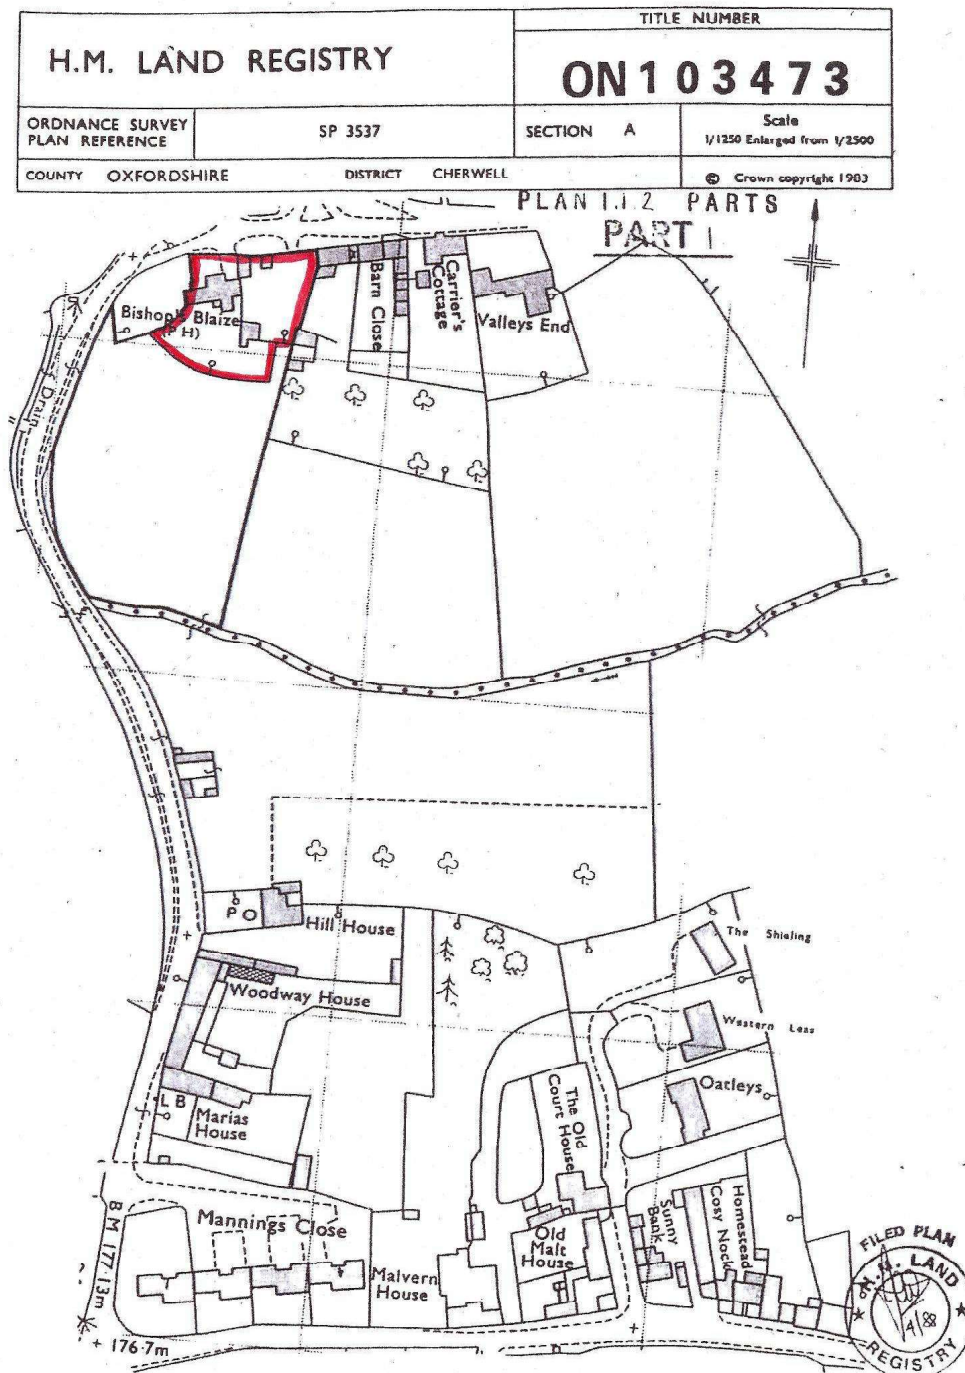 TITLE NUMBER
H.M. LAND REGISTRY
ON103473
ORDNANCE SURVEY
PLAN REFERENCE
SP 3537
SECTION A
Scale
1/1250 Enlarged from 1/2500
COUNTY OXFORDSHIRE
DISTRICT CHERWELL
© Crown copyright 1983
PLAN 1.1.2 PARTS
PART 1
Bishop's Blaize
(P H)
Barn Close
Carrier's
Cottage
Valleys End
Drain
P O
Hill House
The Shieling
Woodway House
Western Leas
L B
Marias
House
The Old
Court House
Oatleys
Mannings Close
B M 177·13m
Malvern
House
Old
Malt
House
Sunny
Bank
Cosy Nock
Homestead
176·7m
FILED PLAN
H.M. LAND
REGISTRY
A/88